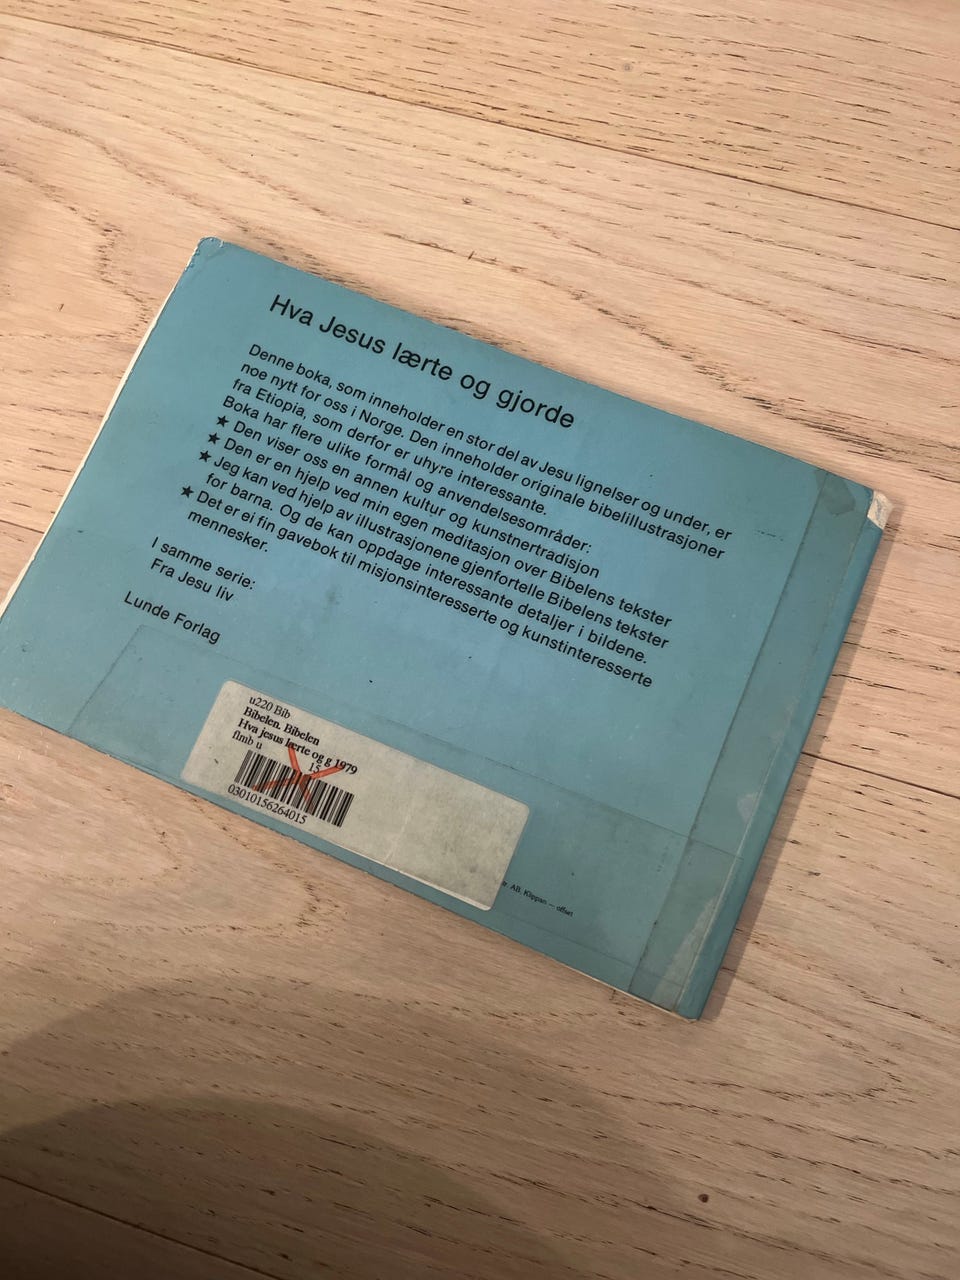 Hva Jesus lærte og gjorde
Denne boka, som inneholder en stor del av Jesu lignelser og under, er
noe nytt for oss i Norge. Den inneholder originale bibelillustrasjoner
fra Etiopia, som derfor er uhyre interessante.
Boka har flere ulike formål og anvendelsesområder:
★ Den viser oss en annen kultur og kunstnertradisjon
★ Den er en hjelp ved min egen meditasjon over Bibelens tekster
★ Jeg kan ved hjelp av illustrasjonene gjenfortelle Bibelens tekster
for barna. Og de kan oppdage interessante detaljer i bildene.
★ Det er ei fin gavebok til misjonsinteresserte og kunstinteresserte
mennesker.
I samme serie:
Fra Jesu liv
Lunde Forlag
u220 Bib
Bibelen. Bibelen
Hva jesus lærte og g 1979
flmb u 15
03010156264015
AB, Klippan — offset